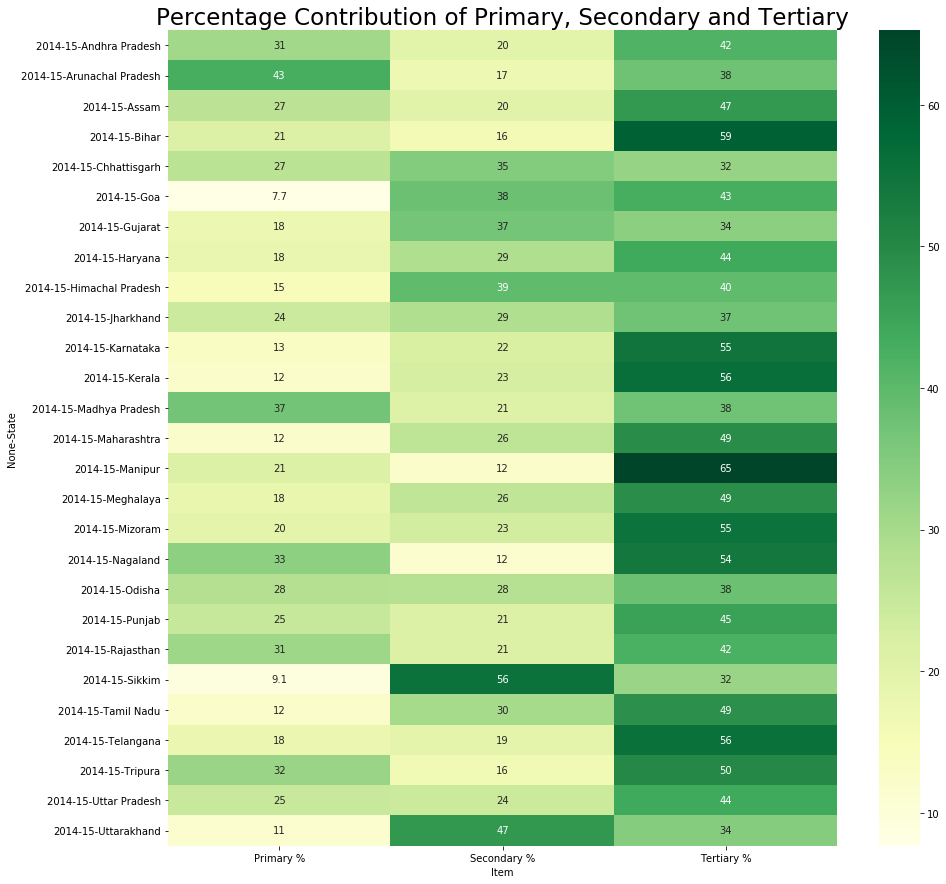 Percentage Contribution of Primary, Secondary and Tertiary
2014-15-Andhra Pradesh 31 20 42
2014-15-Arunachal Pradesh 43 17 38
2014-15-Assam 27 20 47
2014-15-Bihar 21 16 59
2014-15-Chhattisgarh 27 35 32
2014-15-Goa 7.7 38 43
2014-15-Gujarat 18 37 34
2014-15-Haryana 18 29 44
2014-15-Himachal Pradesh 15 39 40
2014-15-Jharkhand 24 29 37
2014-15-Karnataka 13 22 55
2014-15-Kerala 12 23 56
2014-15-Madhya Pradesh 37 21 38
2014-15-Maharashtra 12 26 49
2014-15-Manipur 21 12 65
2014-15-Meghalaya 18 26 49
2014-15-Mizoram 20 23 55
2014-15-Nagaland 33 12 54
2014-15-Odisha 28 28 38
2014-15-Punjab 25 21 45
2014-15-Rajasthan 31 21 42
2014-15-Sikkim 9.1 56 32
2014-15-Tamil Nadu 12 30 49
2014-15-Telangana 18 19 56
2014-15-Tripura 32 16 50
2014-15-Uttar Pradesh 25 24 44
2014-15-Uttarakhand 11 47 34
None-State
Primary % Secondary % Tertiary %
Item
60
50
40
30
20
10